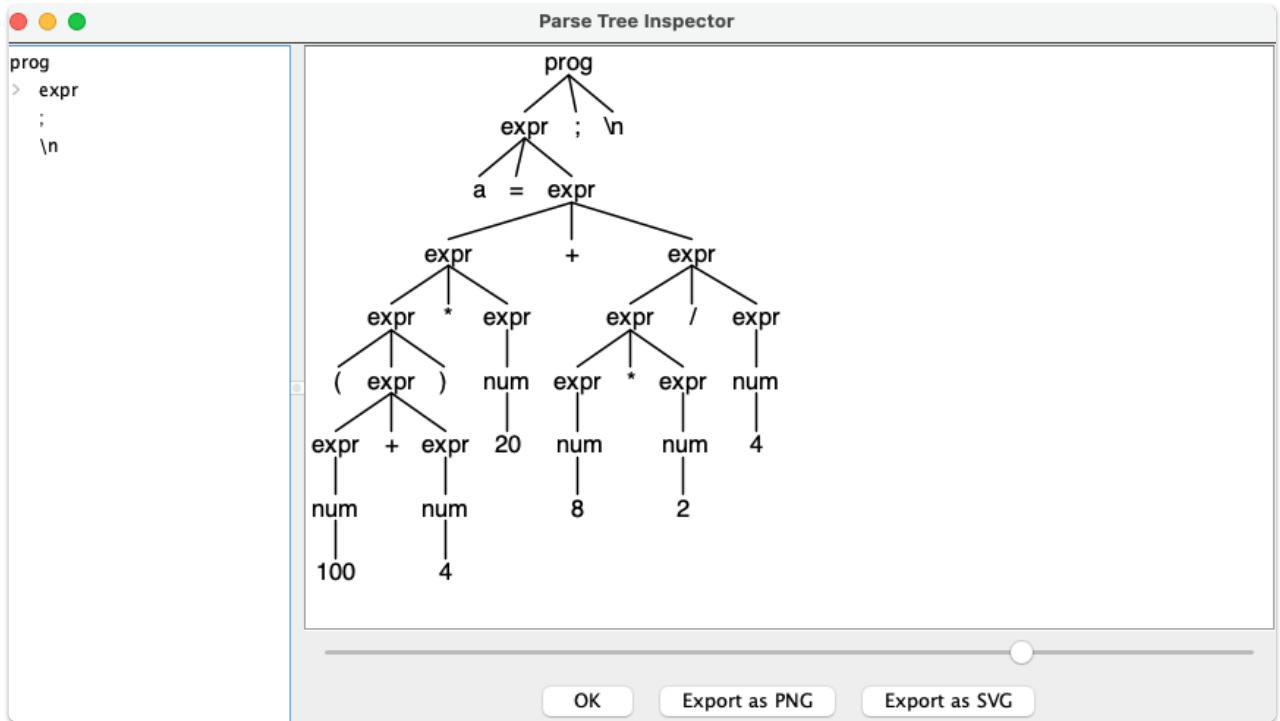 Parse Tree Inspector
prog
> expr
;
\n
prog
expr ; \n
a = expr
expr + expr
expr * expr expr / expr
( expr ) num expr * expr num
expr + expr 20 num num 4
num num 8 2
100 4
OK Export as PNG Export as SVG